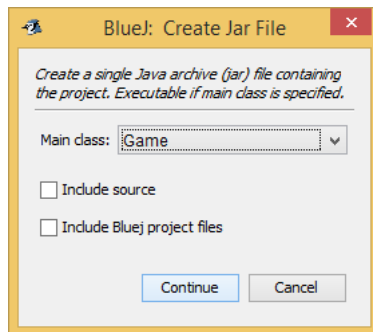 BlueJ: Create Jar File
Create a single Java archive (jar) file containing
the project. Executable if main class is specified.
Main class: Game
Include source
Include Bluej project files
Continue Cancel